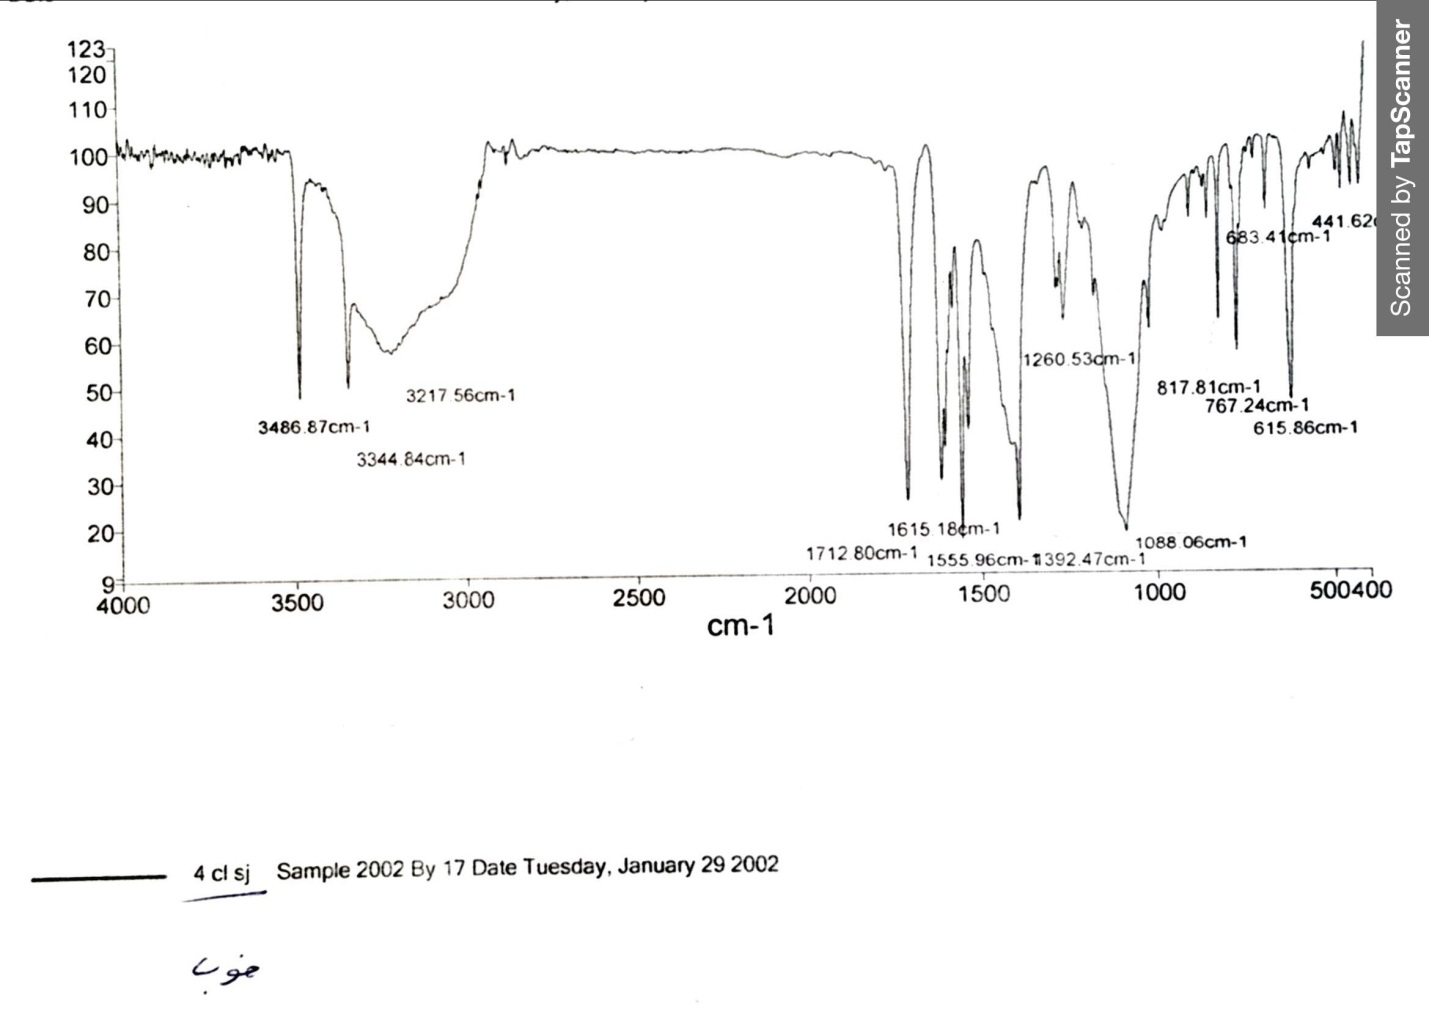 123
120
110
100
90
80
70
60
50
40
30
20
9
3486.87cm-1
3344.84cm-1
3217.56cm-1
1712.80cm-1
1615.18cm-1
1555.96cm-1
1392.47cm-1
1260.53cm-1
1088.06cm-1
817.81cm-1
767.24cm-1
683.41cm-1
615.86cm-1
441.62
4000 3500 3000 2500 2000 1500 1000 500400
cm-1
4 cl sj Sample 2002 By 17 Date Tuesday, January 29 2002
خوب
Scanned by TapScanner